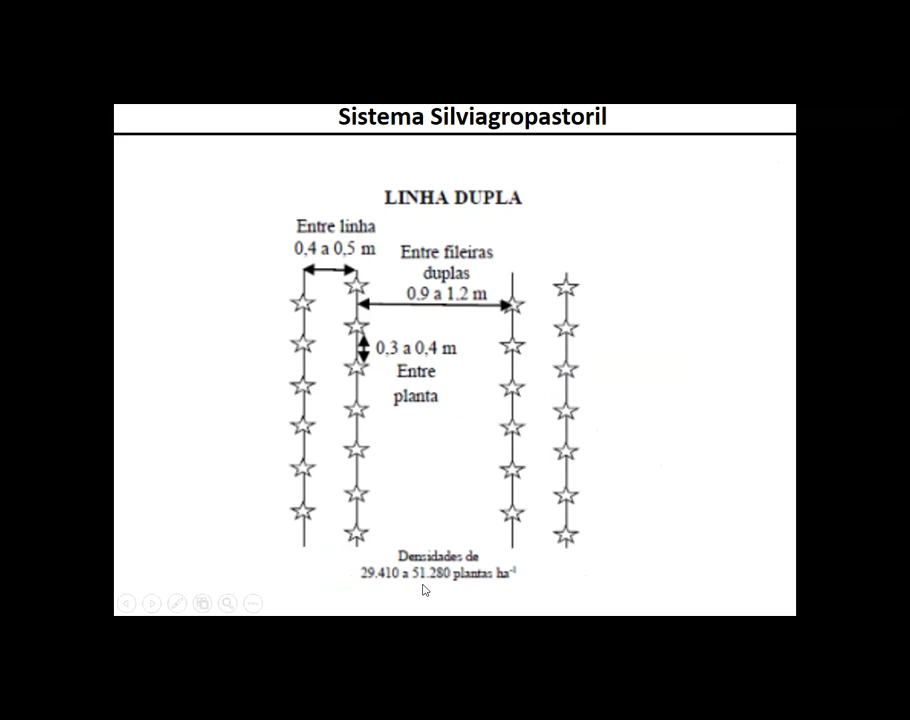 Sistema Silviagropastoril
LINHA DUPLA
Entre linha
0,4 a 0,5 m
Entre fileiras
duplas
0.9 a 1.2 m
0,3 a 0,4 m
Entre
planta
Densidades de
29.410 a 51.280 plantas ha⁻¹